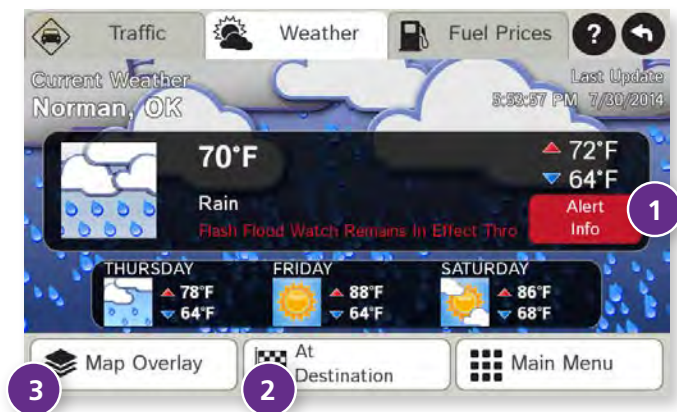 Traffic
Weather
Fuel Prices
?
Current Weather
Last Update
Norman, OK
5:53:57 PM 7/30/2014
70°F
72°F
64°F
Rain
Alert
Info
1
Flash Flood Watch Remains In Effect Thro
THURSDAY
FRIDAY
SATURDAY
78°F
88°F
86°F
64°F
64°F
68°F
Map Overlay
At
Destination
Main Menu
3
2